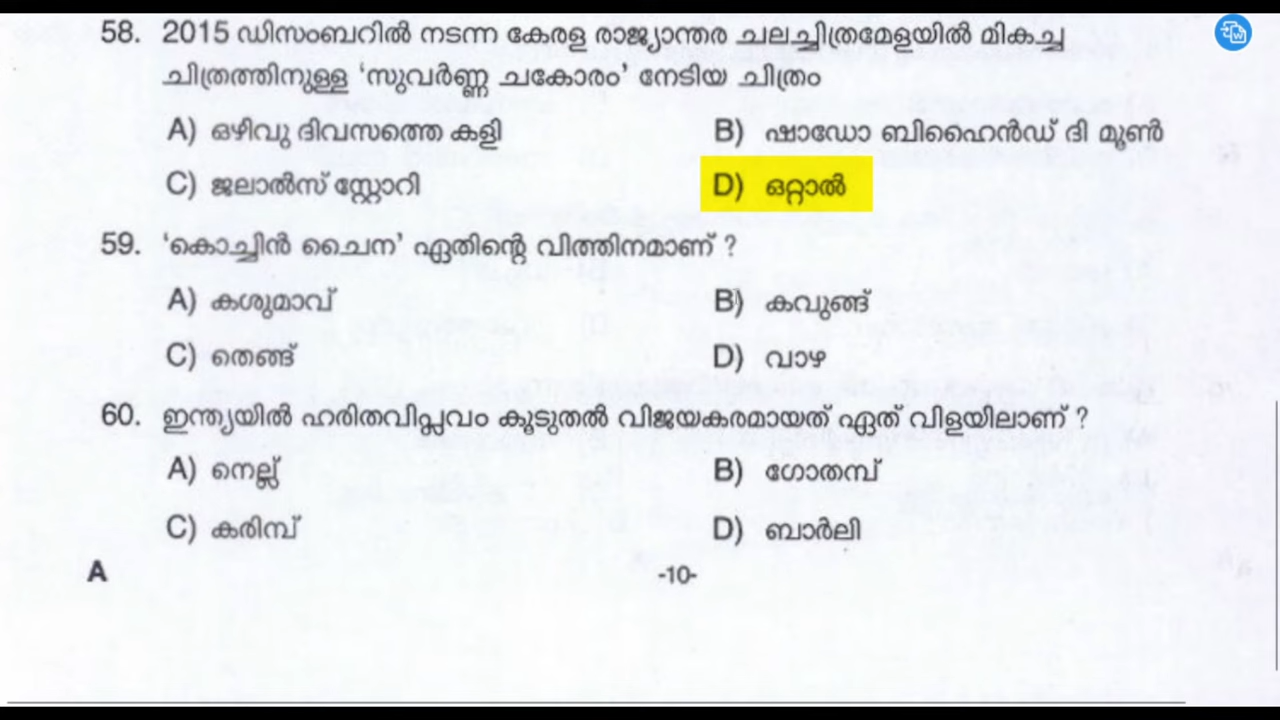 58. 2015 ഡിസംബറിൽ നടന്ന കേരള രാജ്യാന്തര ചലച്ചിത്രമേളയിൽ മികച്ച
ചിത്രത്തിനുള്ള ‘സുവർണ്ണ ചകോരം’ നേടിയ ചിത്രം
A) ഒഴിവു ദിവസത്തെ കളി B) ഷാഡോ ബിഹൈൻഡ് ദി മൂൺ
C) ജലാൽസ് സ്റ്റോറി D) ഒറ്റാൽ
59. ‘കൊച്ചിൻ ചൈന’ ഏതിന്റെ വിത്തിനമാണ് ?
A) കശുമാവ് B) കവുങ്ങ്
C) തെങ്ങ് D) വാഴ
60. ഇന്ത്യയിൽ ഹരിതവിപ്ലവം കൂടുതൽ വിജയകരമായത് ഏത് വിളയിലാണ് ?
A) നെല്ല് B) ഗോതമ്പ്
C) കരിമ്പ് D) ബാർലി
A -10-